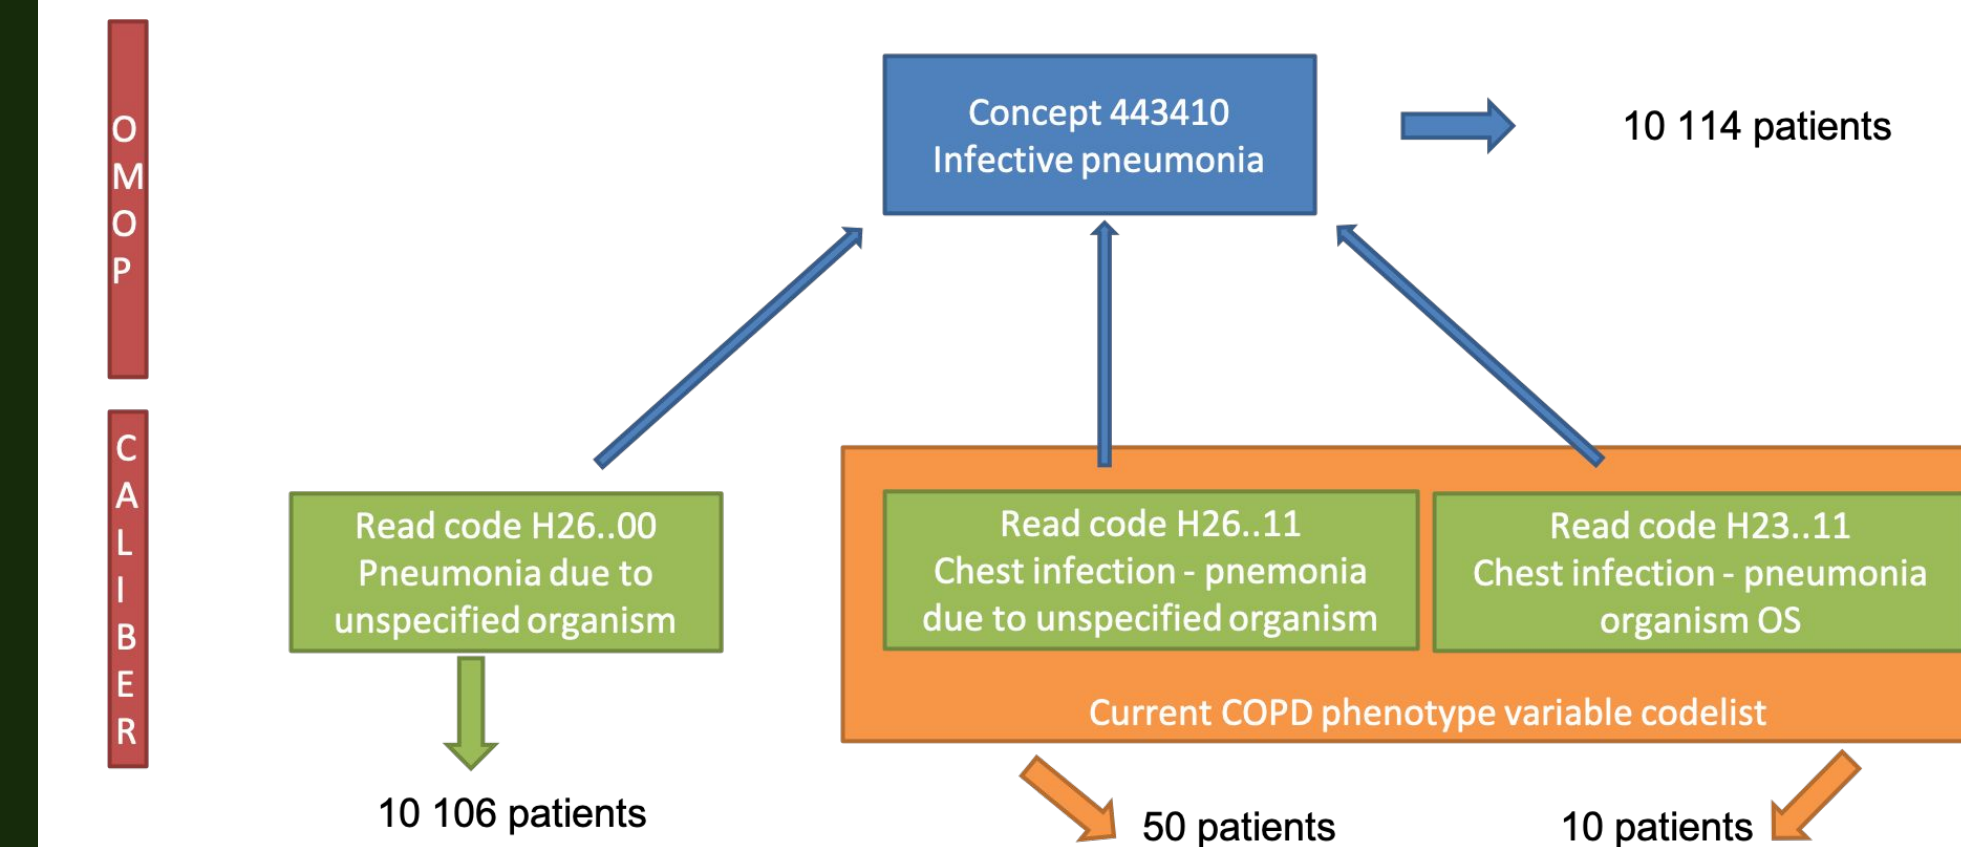 OMOP
Concept 443410
Infective pneumonia
10 114 patients
CALIBER
Read code H26..00
Pneumonia due to
unspecified organism
Read code H26..11
Chest infection - pnemonia
due to unspecified organism
Read code H23..11
Chest infection - pneumonia
organism OS
Current COPD phenotype variable codelist
10 106 patients
50 patients
10 patients